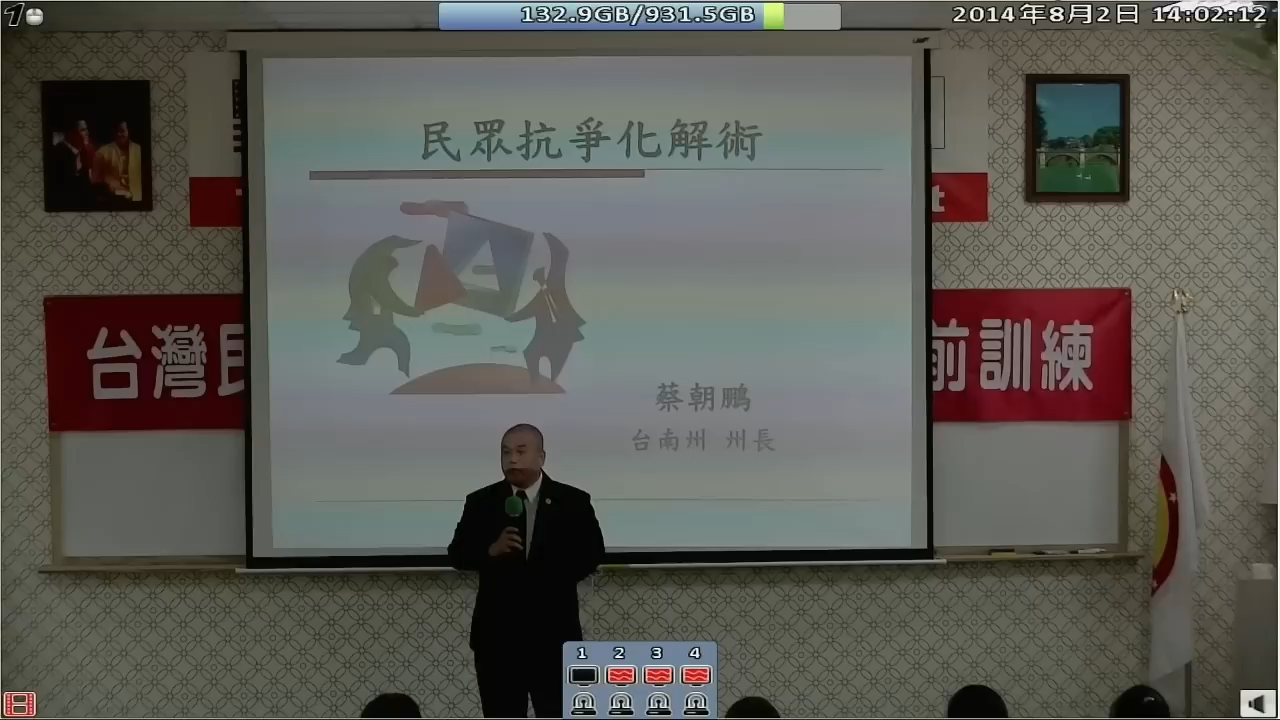 132.9GB/931.5GB
2014年8月2日 14:02:12
民眾抗爭化解術
t
台灣民
前訓練
蔡朝鵬
台南州 州長
1 2 3 4